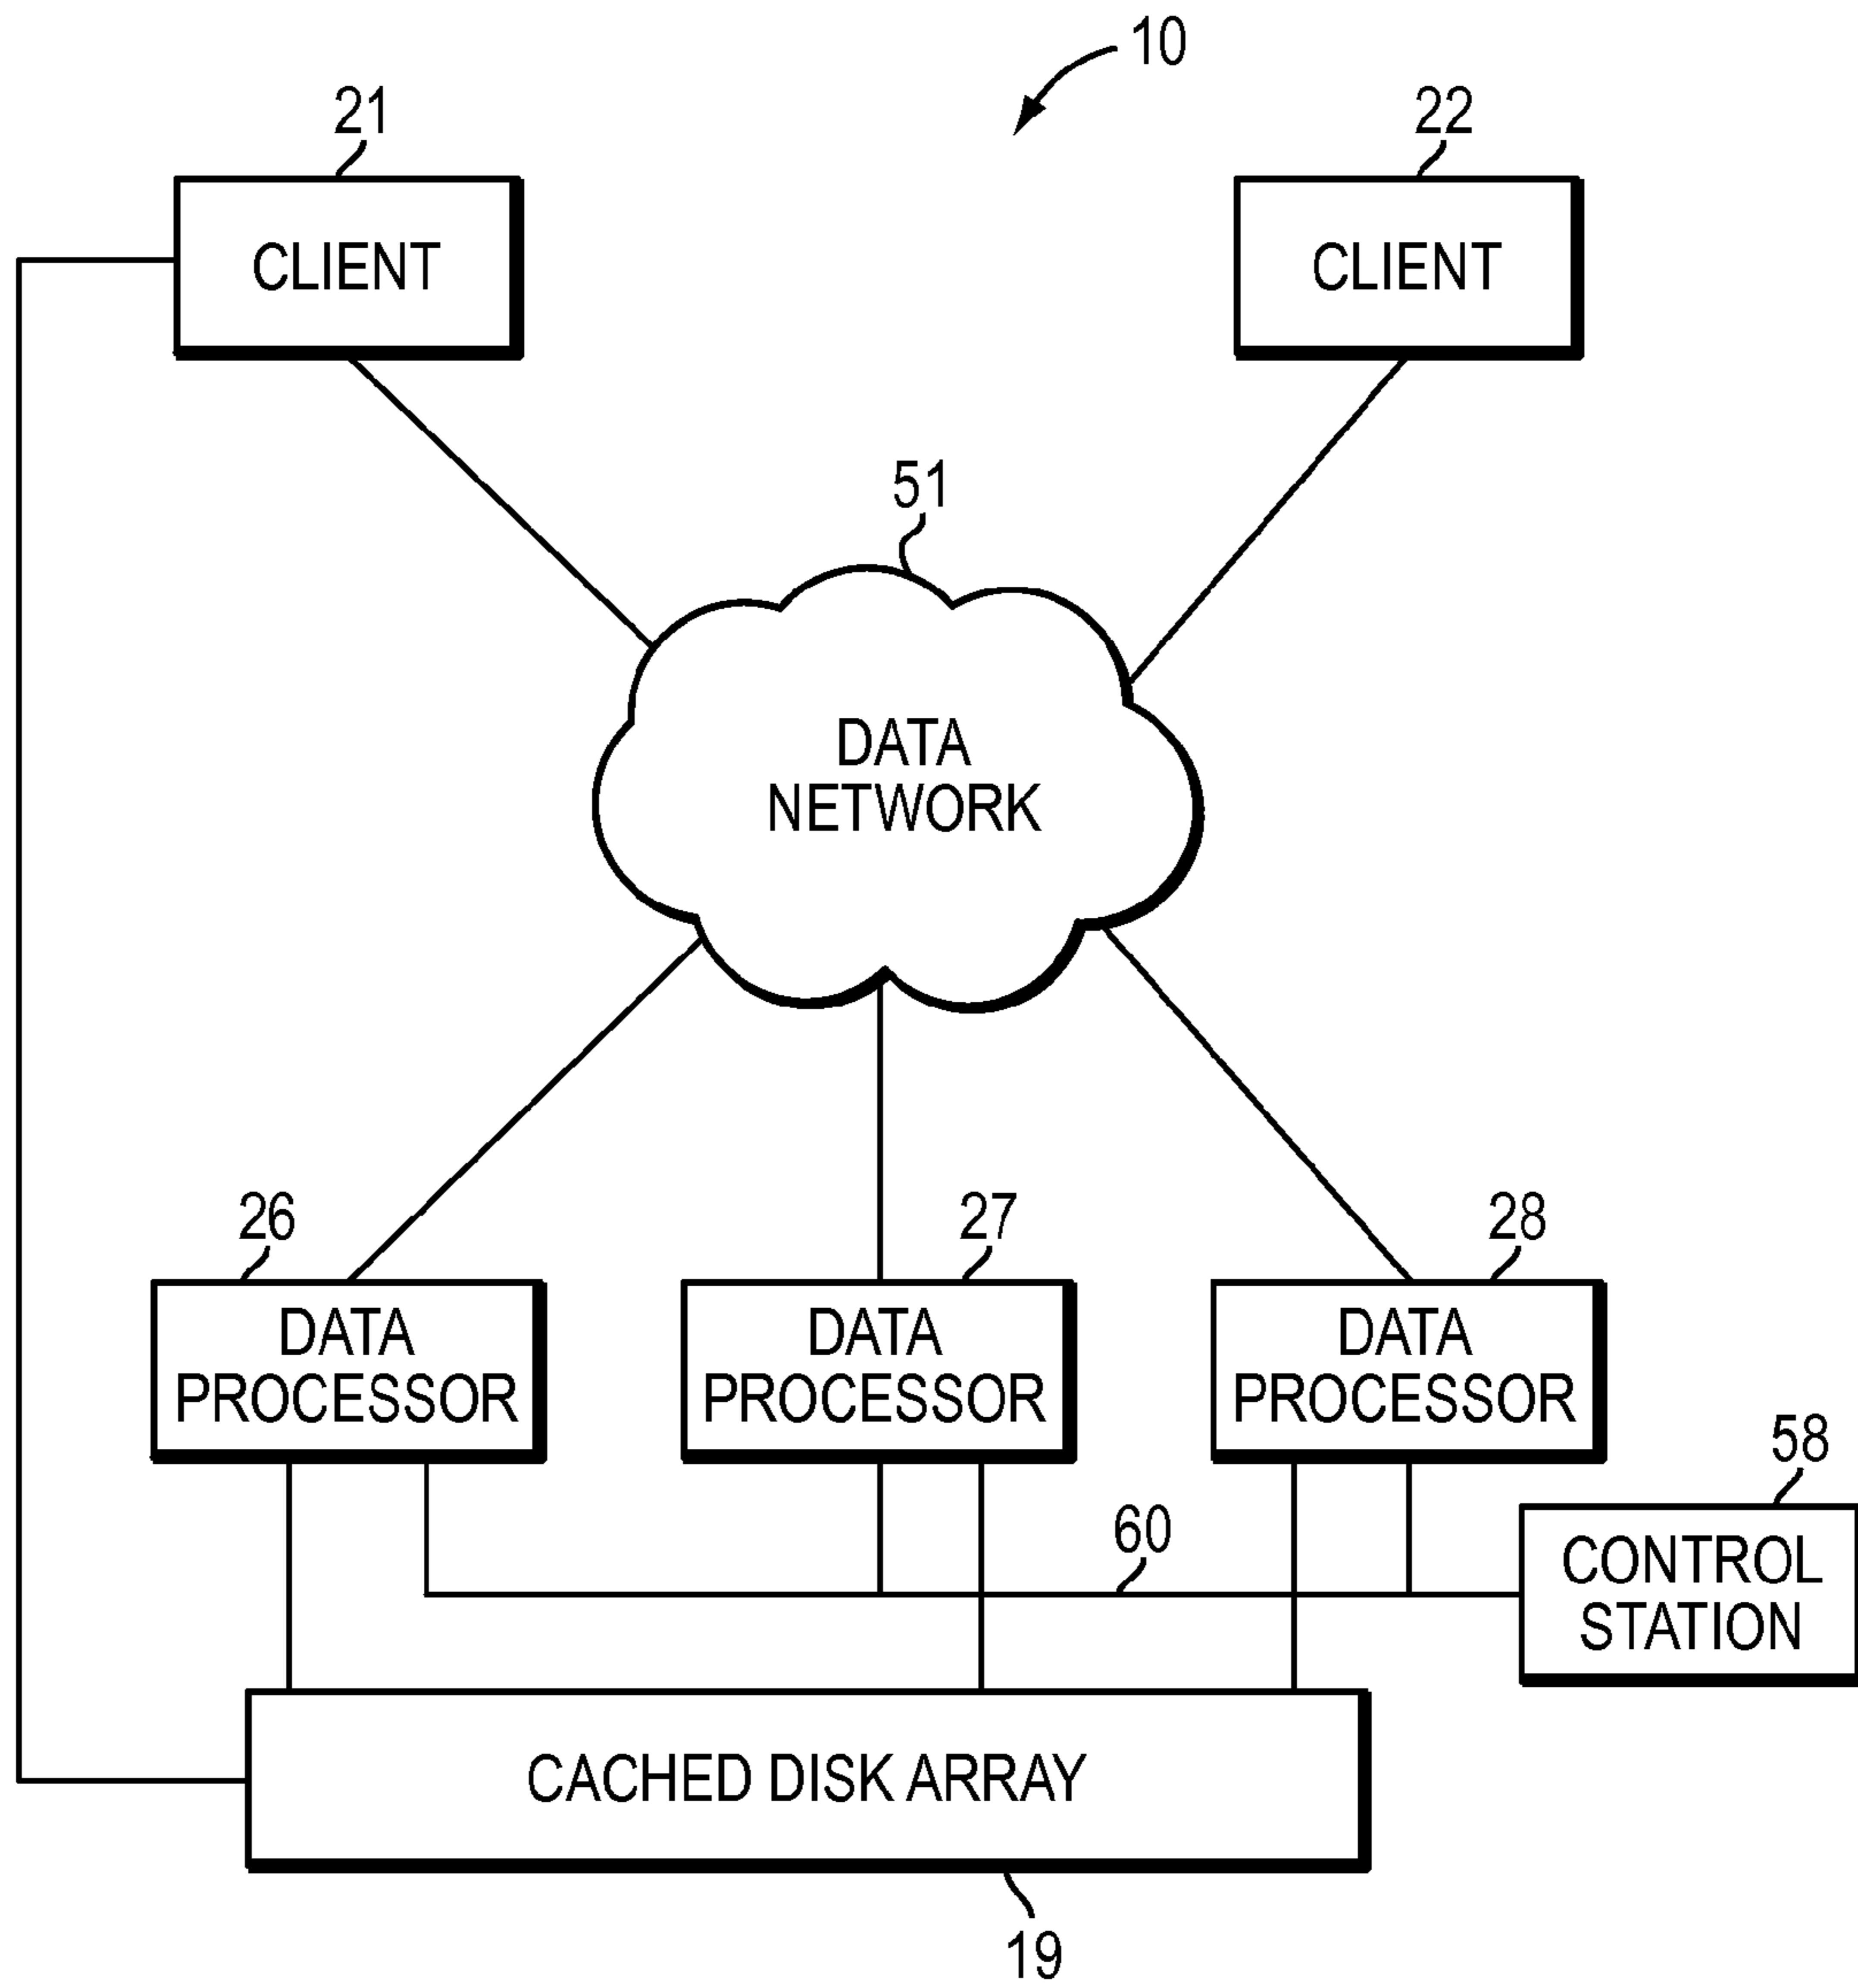 10
21
22
CLIENT
CLIENT
51
DATA
NETWORK
26
27
28
DATA
PROCESSOR
DATA
PROCESSOR
DATA
PROCESSOR
58
60
CONTROL
STATION
CACHED DISK ARRAY
19